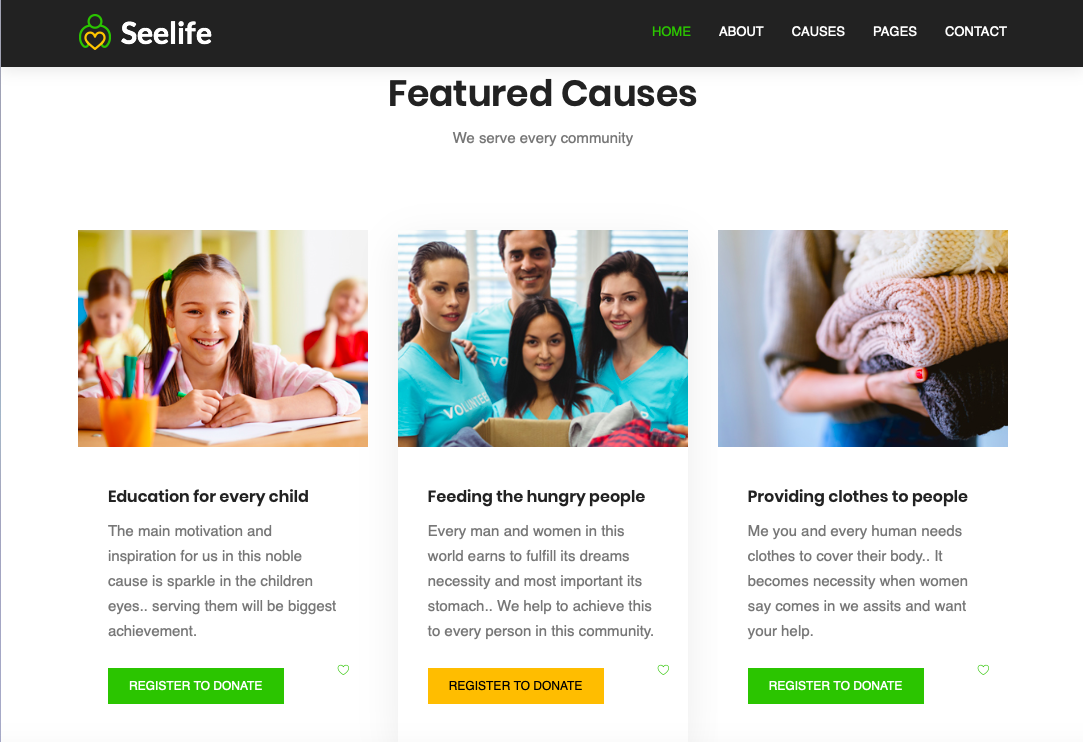 Seelife
HOME ABOUT CAUSES PAGES CONTACT
Featured Causes
We serve every community
VOLUNTEER
Education for every child
The main motivation and
inspiration for us in this noble
cause is sparkle in the children
eyes.. serving them will be biggest
achievement.
REGISTER TO DONATE
Feeding the hungry people
Every man and women in this
world earns to fulfill its dreams
necessity and most important its
stomach.. We help to achieve this
to every person in this community.
REGISTER TO DONATE
Providing clothes to people
Me you and every human needs
clothes to cover their body.. It
becomes necessity when women
say comes in we assits and want
your help.
REGISTER TO DONATE